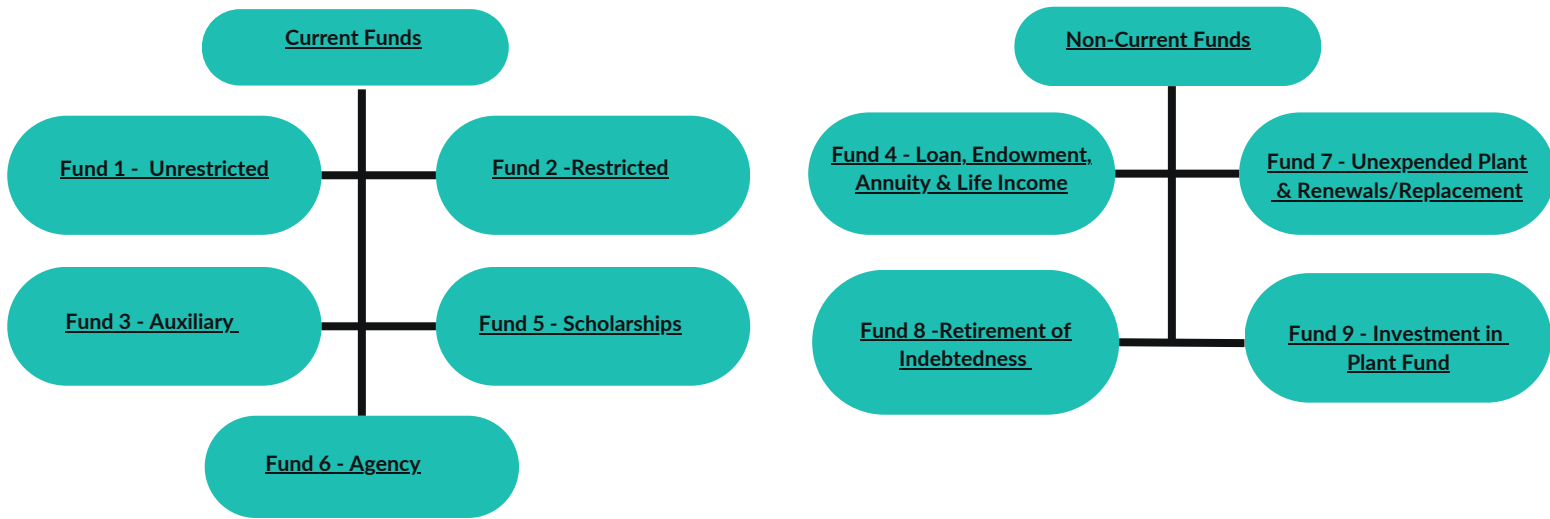 Current Funds
Fund 1 - Unrestricted
Fund 2 -Restricted
Fund 3 - Auxiliary
Fund 5 - Scholarships
Fund 6 - Agency
Non-Current Funds
Fund 4 - Loan, Endowment,
Annuity & Life Income
Fund 7 - Unexpended Plant
& Renewals/Replacement
Fund 8 -Retirement of
Indebtedness
Fund 9 - Investment in
Plant Fund